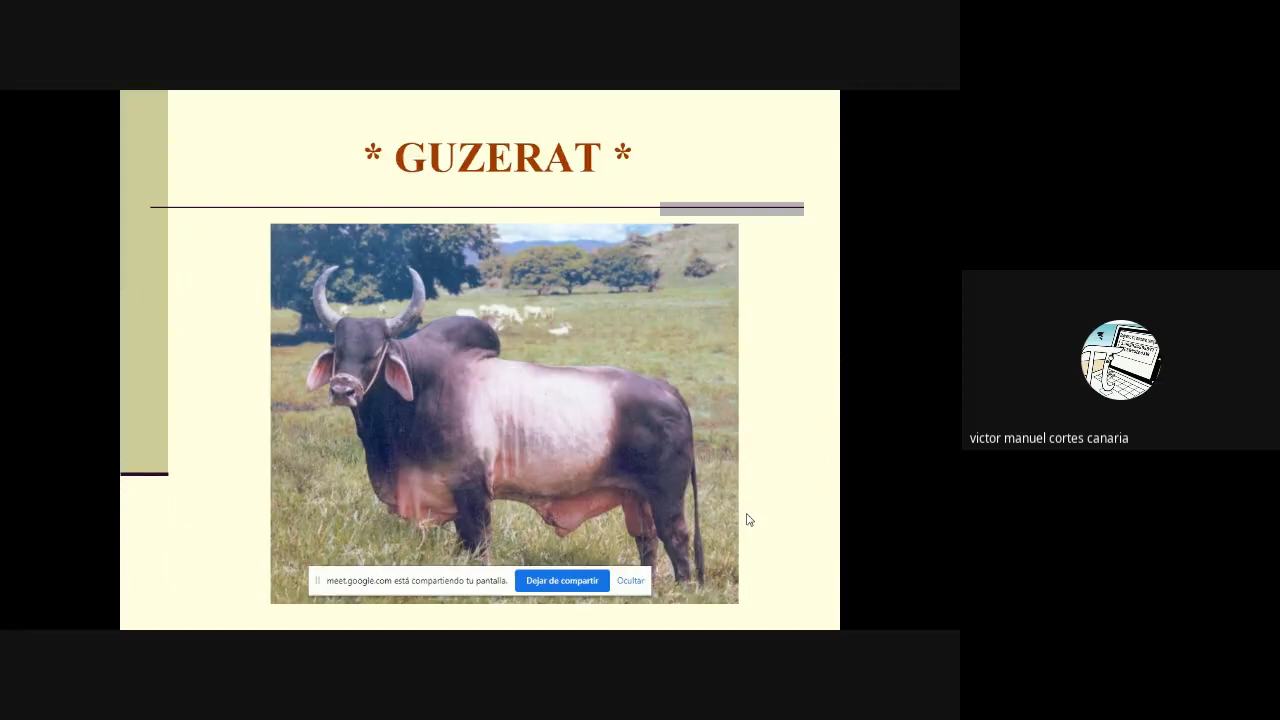 * GUZERAT *
meet.google.com está compartiendo tu pantalla. Dejar de compartir Ocultar
victor manuel cortes canaria